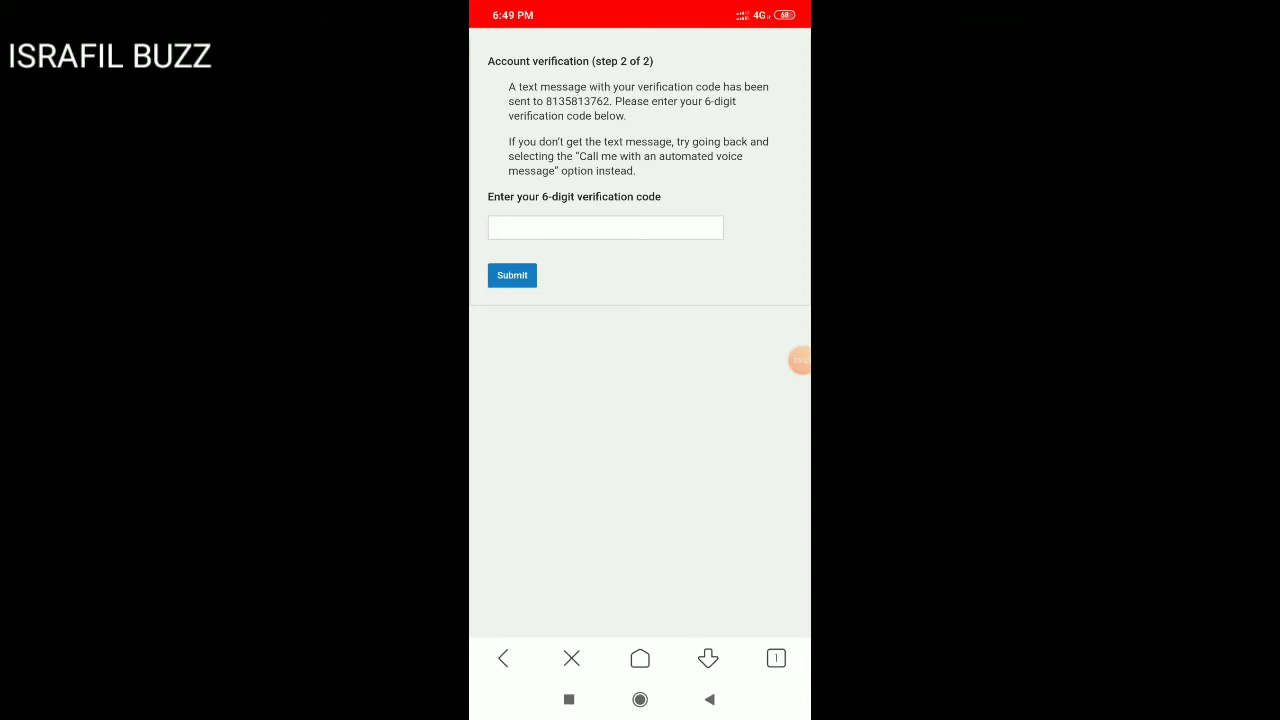 ISRAFIL BUZZ
6:49 PM
4G
68
Account verification (step 2 of 2)
A text message with your verification code has been
sent to 8135813762. Please enter your 6-digit
verification code below.
If you don't get the text message, try going back and
selecting the “Call me with an automated voice
message” option instead.
Enter your 6-digit verification code
Submit
1